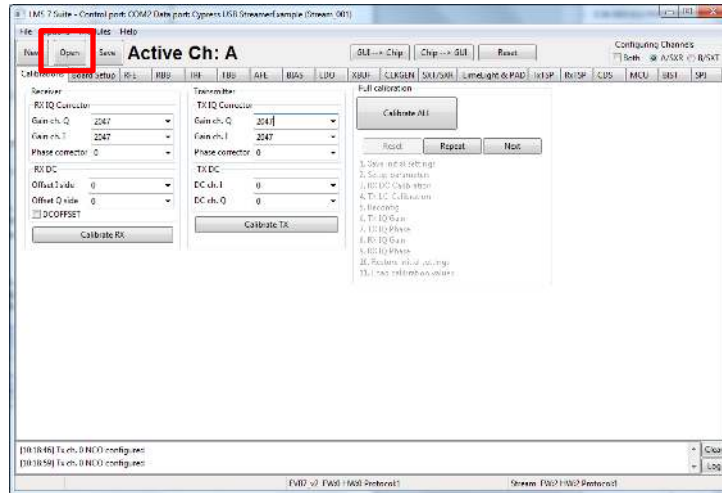 LMS 7 Suite - Control port: COM2 Data port: Cypress USB StreamerExample (Stream_001)
File Help
New Open Save Active Ch: A GUI --> Chip Chip --> GUI Reset Configuring Channels
Both A/SXR B/SXT
Calibrations Board Setup RFE RBB TRF TBB AFE BIAS LDO XBUF CLKGEN SXT/SXR LimeLight & PAD TxTSP RxTSP CDS MCU BIST SPI
Receiver Transmitter Full calibration
RX IQ Corrector TX IQ Corrector
Gain ch. Q 2047 Gain ch. Q 2047 Calibrate ALL
Gain ch. I 2047 Gain ch. I 2047
Phase corrector 0 Phase corrector 0 Reset Repeat Next
RX DC TX DC
Offset I side 0 DC ch. I 0
Offset Q side 0 DC ch. Q 0
DCOFFSET
Calibrate RX Calibrate TX
1. Save initial settings
2. Setup parameters
3. RX DC Calibration
4. Tx LO Calibration
5. Reconfig
6. TX IQ Gain
7. TX IQ Phase
8. RX IQ Gain
9. RX IQ Phase
10. Restore initial settings
11. Load calibration values
[10:18:46] Tx ch. 0 NCO configured Clear
[10:18:59] Tx ch. 0 NCO configured Log
EVB7_v2 FW:0 HW:0 Protocol:1 Stream FW:2 HW:2 Protocol:1